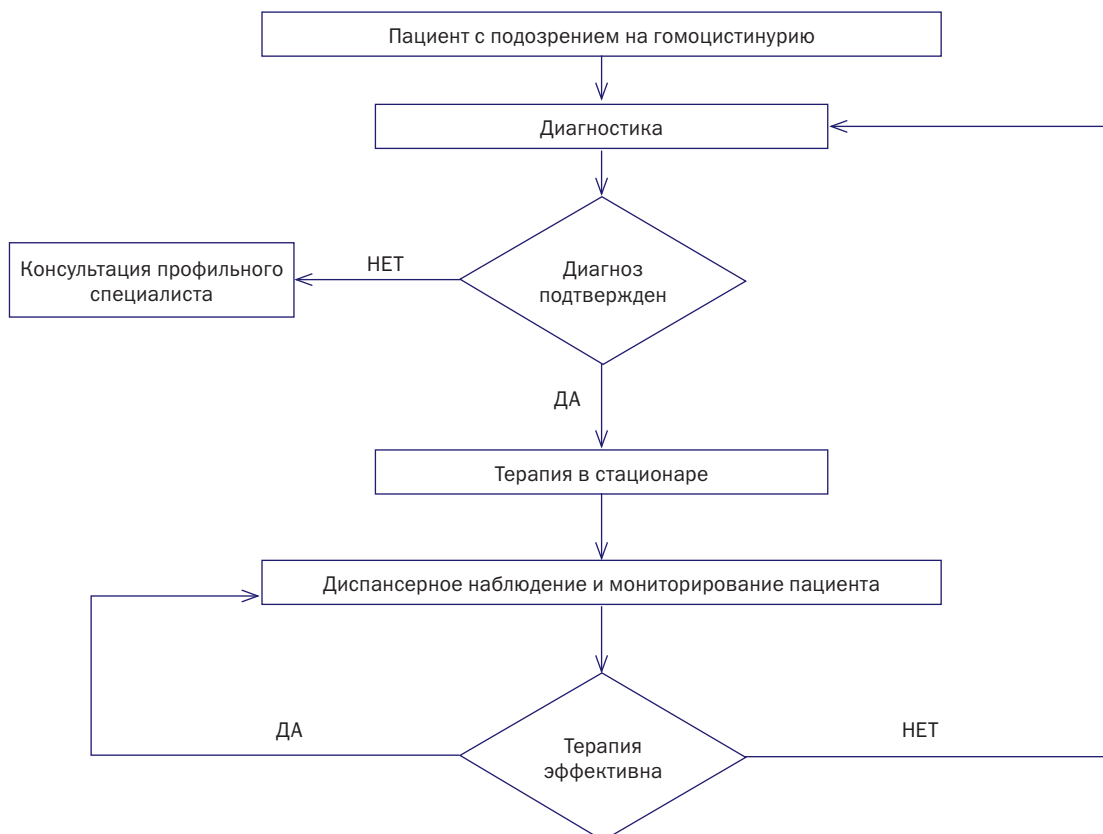 Пациент с подозрением на гомоцистинурию
Диагностика
Консультация профильного
специалиста
НЕТ
Диагноз
подтвержден
ДА
Терапия в стационаре
Диспансерное наблюдение и мониторирование пациента
ДА
НЕТ
Терапия
эффективна